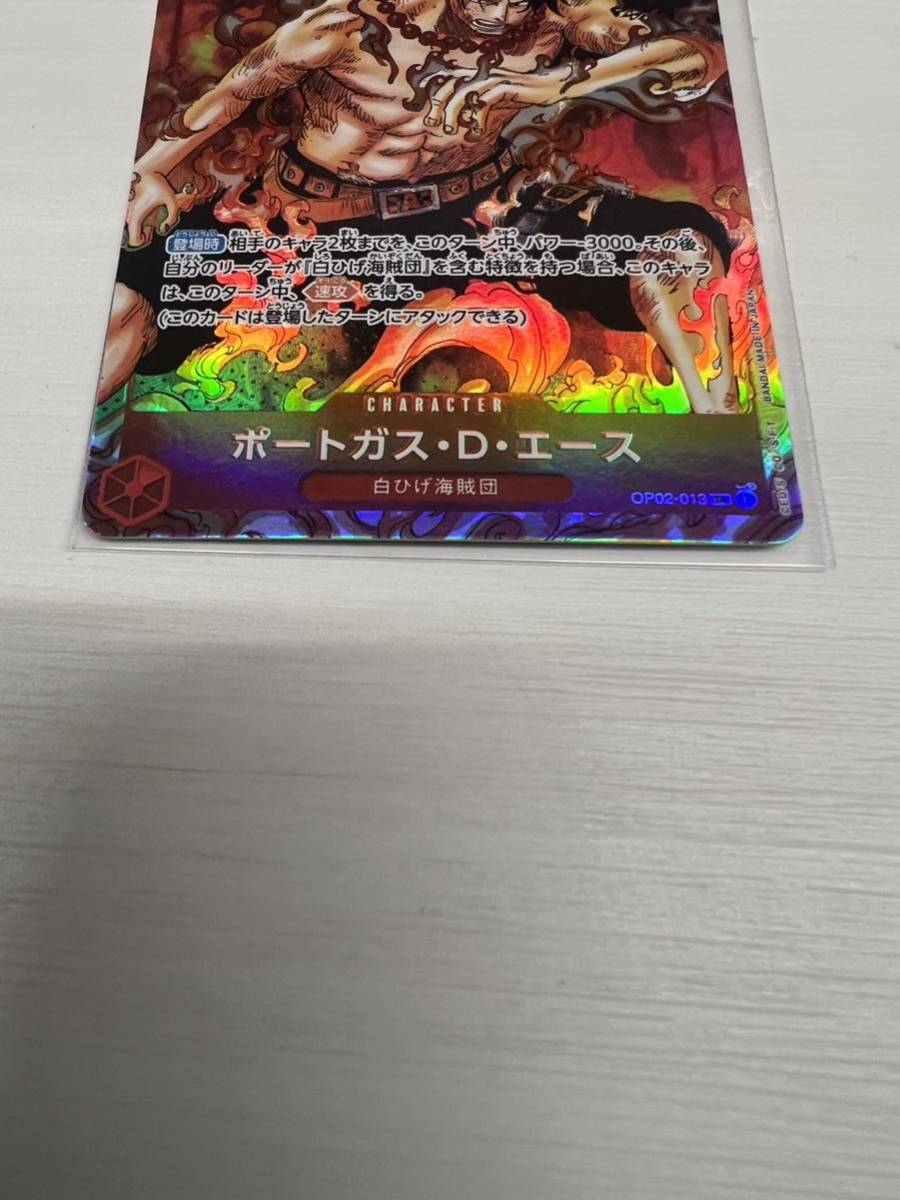 登場時 相手のキャラ2枚までを、このターン中、パワー-3000。その後、
自分のリーダーが『白ひげ海賊団』を含む特徴を持つ場合、このキャラ
は、このターン中、速攻 を得る。
(このカードは登場したターンにアタックできる)
CHARACTER
ポートガス・D・エース
白ひげ海賊団
OP02-013
BANDAI MADE IN JAPAN